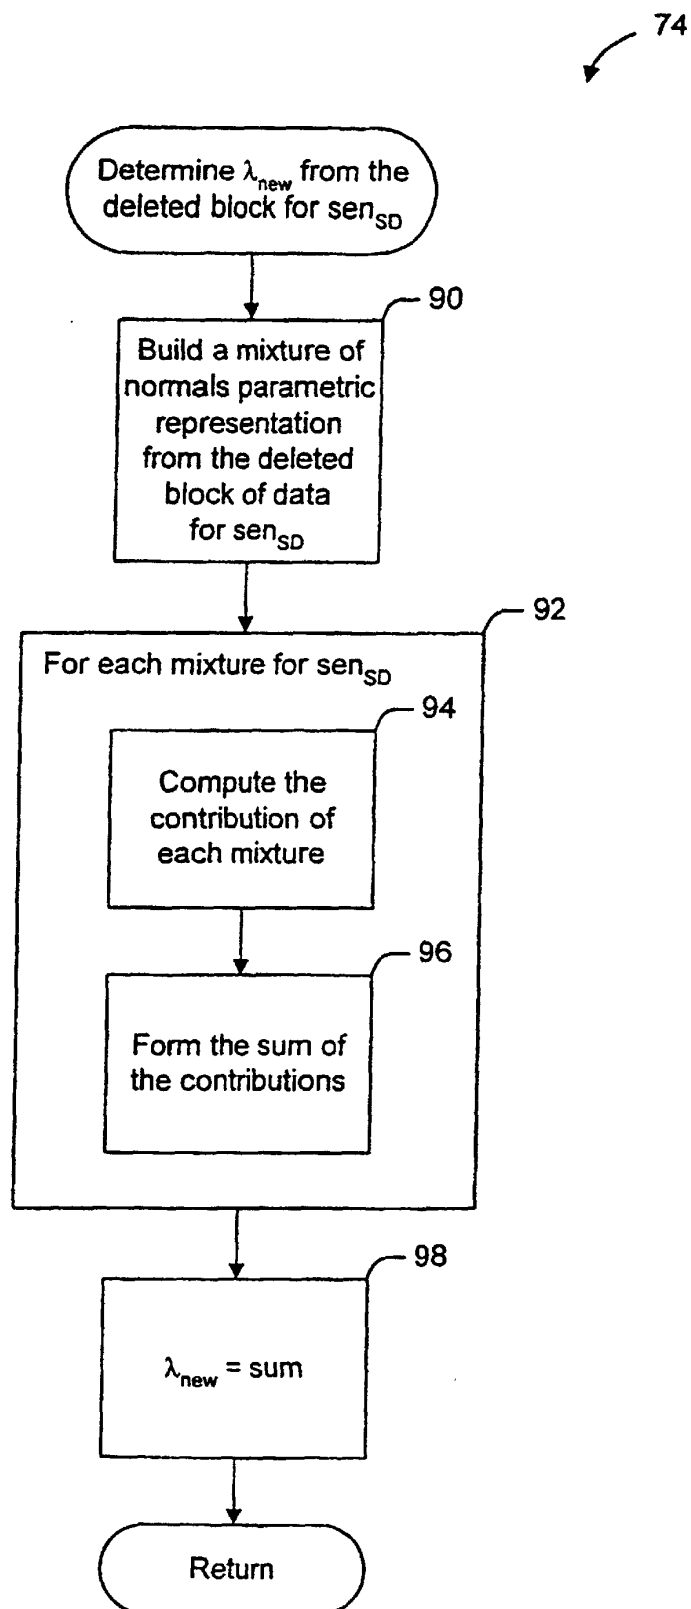 74
Determine λnew from the
deleted block for senSD
90
Build a mixture of
normals parametric
representation
from the deleted
block of data
for senSD
92
For each mixture for senSD
94
Compute the
contribution of
each mixture
96
Form the sum of
the contributions
98
λnew = sum
Return